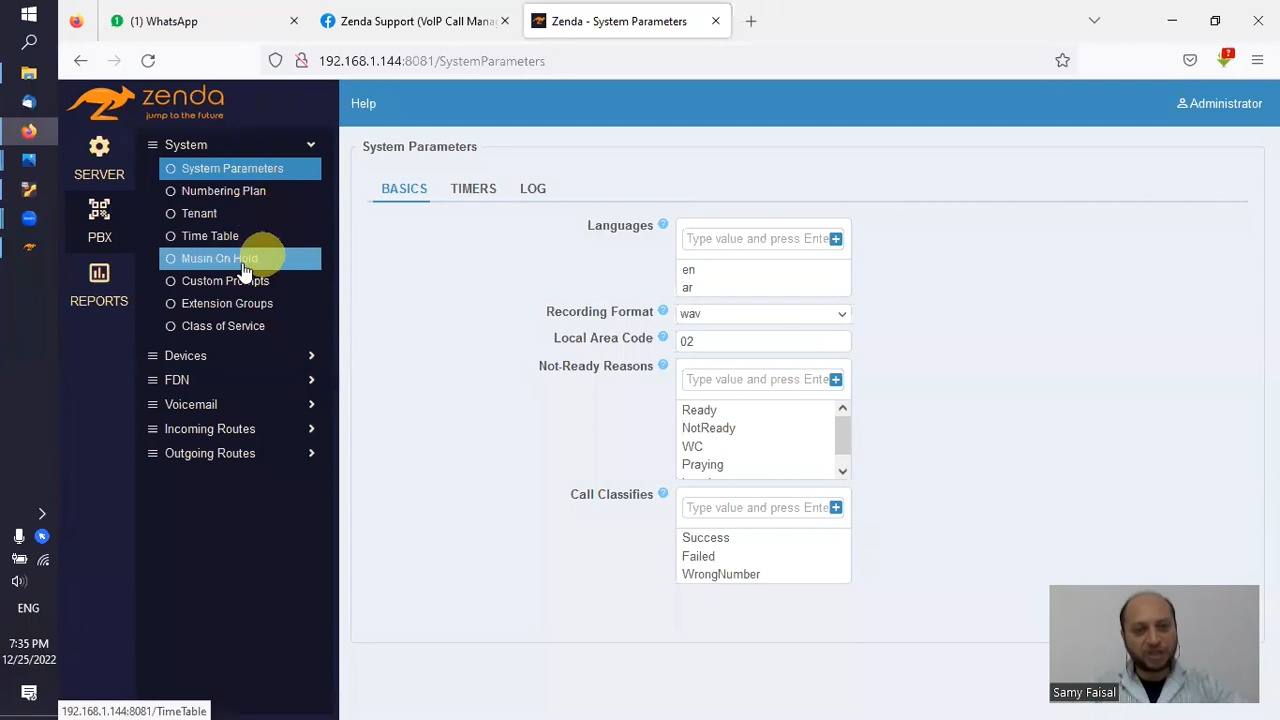 (1) WhatsApp
Zenda Support (VoIP Call Mana
Zenda - System Parameters
192.168.1.144:8081/SystemParameters
zenda
jump to the future
Help
Administrator
SERVER
PBX
REPORTS
System
System Parameters
Numbering Plan
Tenant
Time Table
Musin On Hold
Custom Prompts
Extension Groups
Class of Service
Devices
FDN
Voicemail
Incoming Routes
Outgoing Routes
System Parameters
BASICS TIMERS LOG
Languages
Type value and press Ente
en
ar
Recording Format
wav
Local Area Code
02
Not-Ready Reasons
Type value and press Ente
Ready
NotReady
WC
Praying
Call Classifies
Type value and press Ente
Success
Failed
WrongNumber
Samy Faisal
ENG
7:35 PM
12/25/2022
192.168.1.144:8081/TimeTable